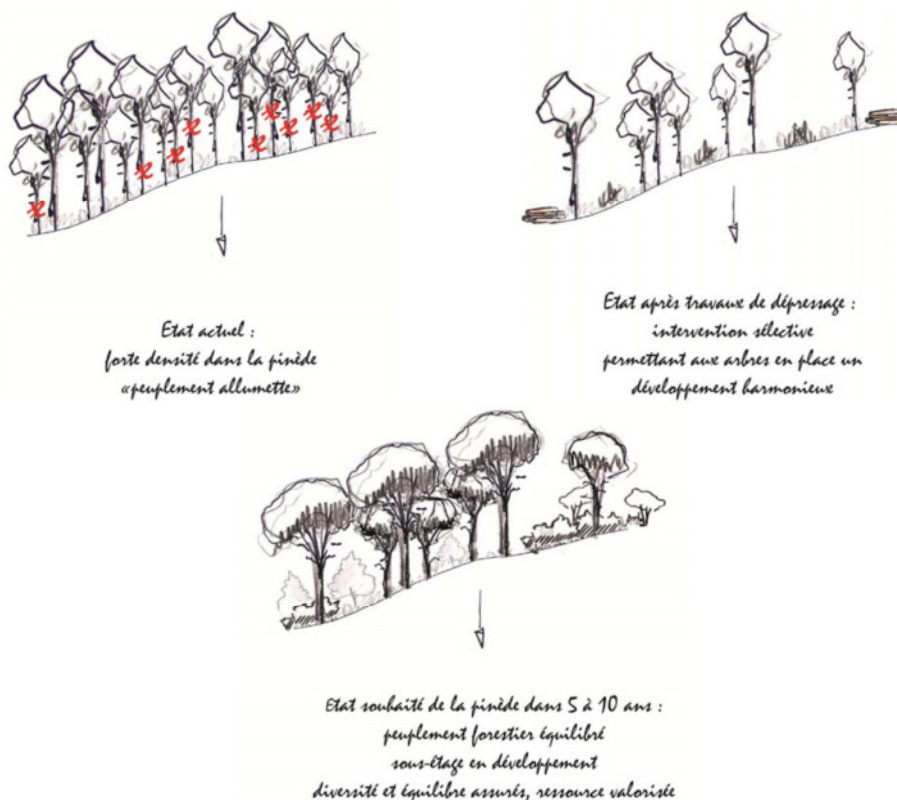 Etat actuel :
forte densité dans la pinède
«peuplement allumette»
Etat après travaux de dépressage :
intervention sélective
permettant aux arbres en place un
développement harmonieux
Etat souhaité de la pinède dans 5 à 10 ans :
peuplement forestier équilibré
sous-étage en développement
diversité et équilibre assurés, ressource valorisée